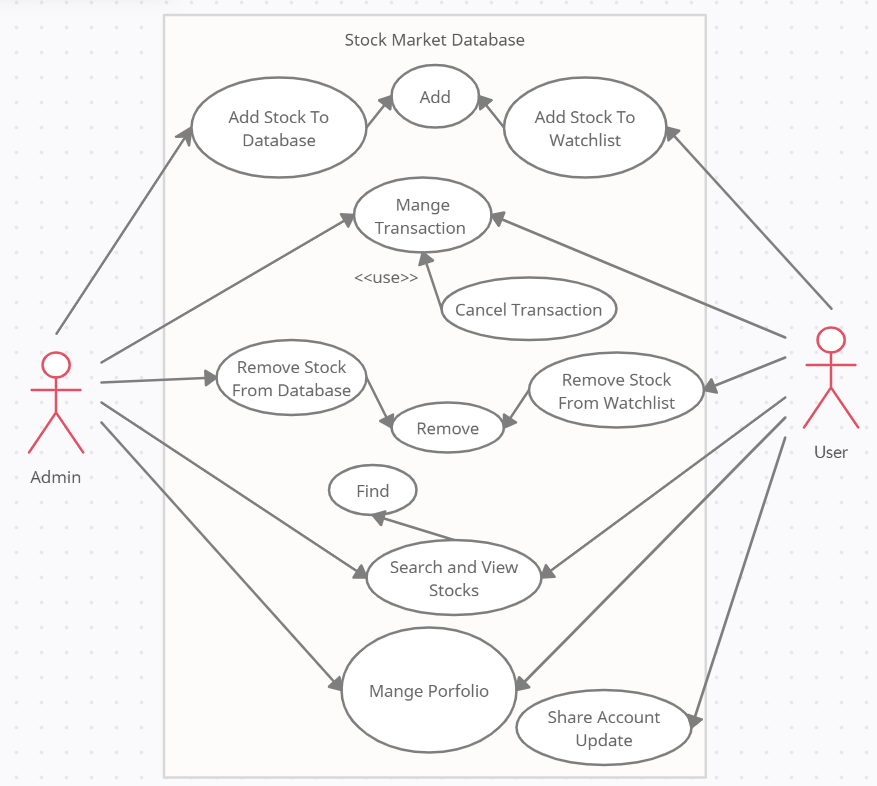 Stock Market Database
Add Stock To
Database
Add
Add Stock To
Watchlist
Mange
Transaction
<<use>>
Cancel Transaction
Remove Stock
From Database
Remove Stock
From Watchlist
Remove
User
Admin
Find
Search and View
Stocks
Mange Porfolio
Share Account
Update